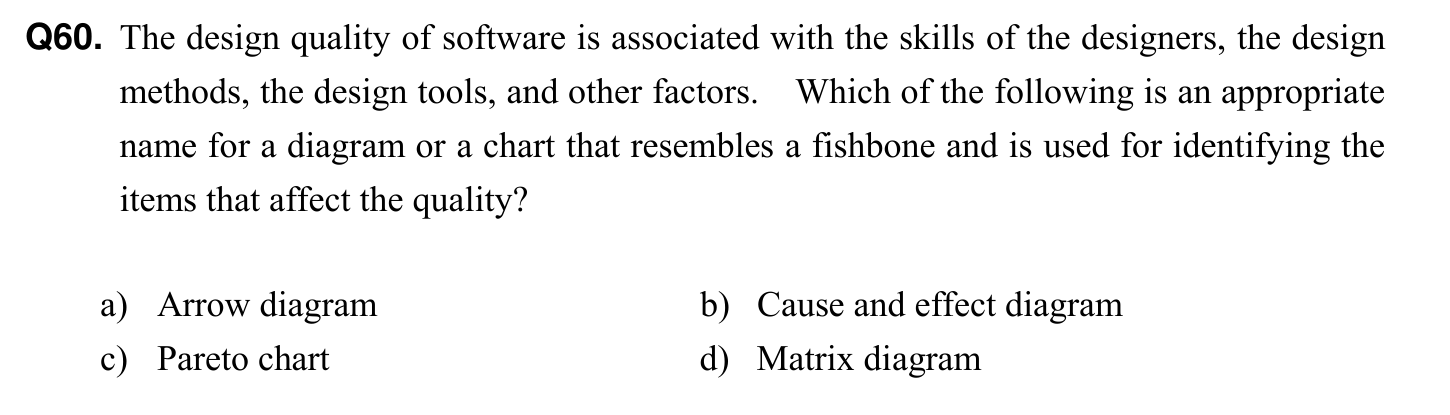 Q60. The design quality of software is associated with the skills of the designers, the design
methods, the design tools, and other factors. Which of the following is an appropriate
name for a diagram or a chart that resembles a fishbone and is used for identifying the
items that affect the quality?
a) Arrow diagram b) Cause and effect diagram
c) Pareto chart d) Matrix diagram